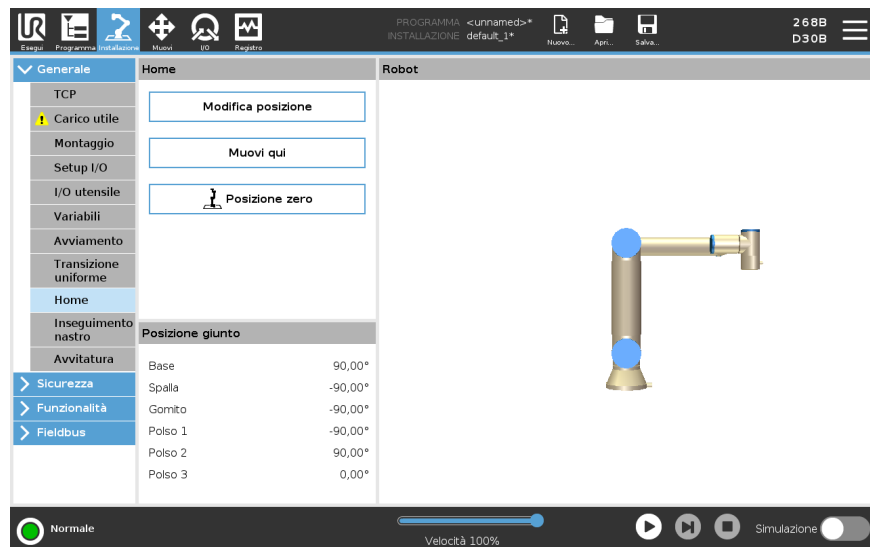 UR
PROGRAMMA <unnamed>*
INSTALLAZIONE default_1*
Esegui
Programma
Installazione
Muovi
I/O
Registro
Nuovo...
Apri...
Salva...
268B
D30B
Generale
TCP
Carico utile
Montaggio
Setup I/O
I/O utensile
Variabili
Avviamento
Transizione
uniforme
Home
Inseguimento
nastro
Avvitatura
Sicurezza
Funzionalità
Fieldbus
Home
Modifica posizione
Muovi qui
Posizione zero
Posizione giunto
Base 90,00°
Spalla -90,00°
Gomito -90,00°
Polso 1 -90,00°
Polso 2 90,00°
Polso 3 0,00°
Robot
Normale
Velocità 100%
Simulazione